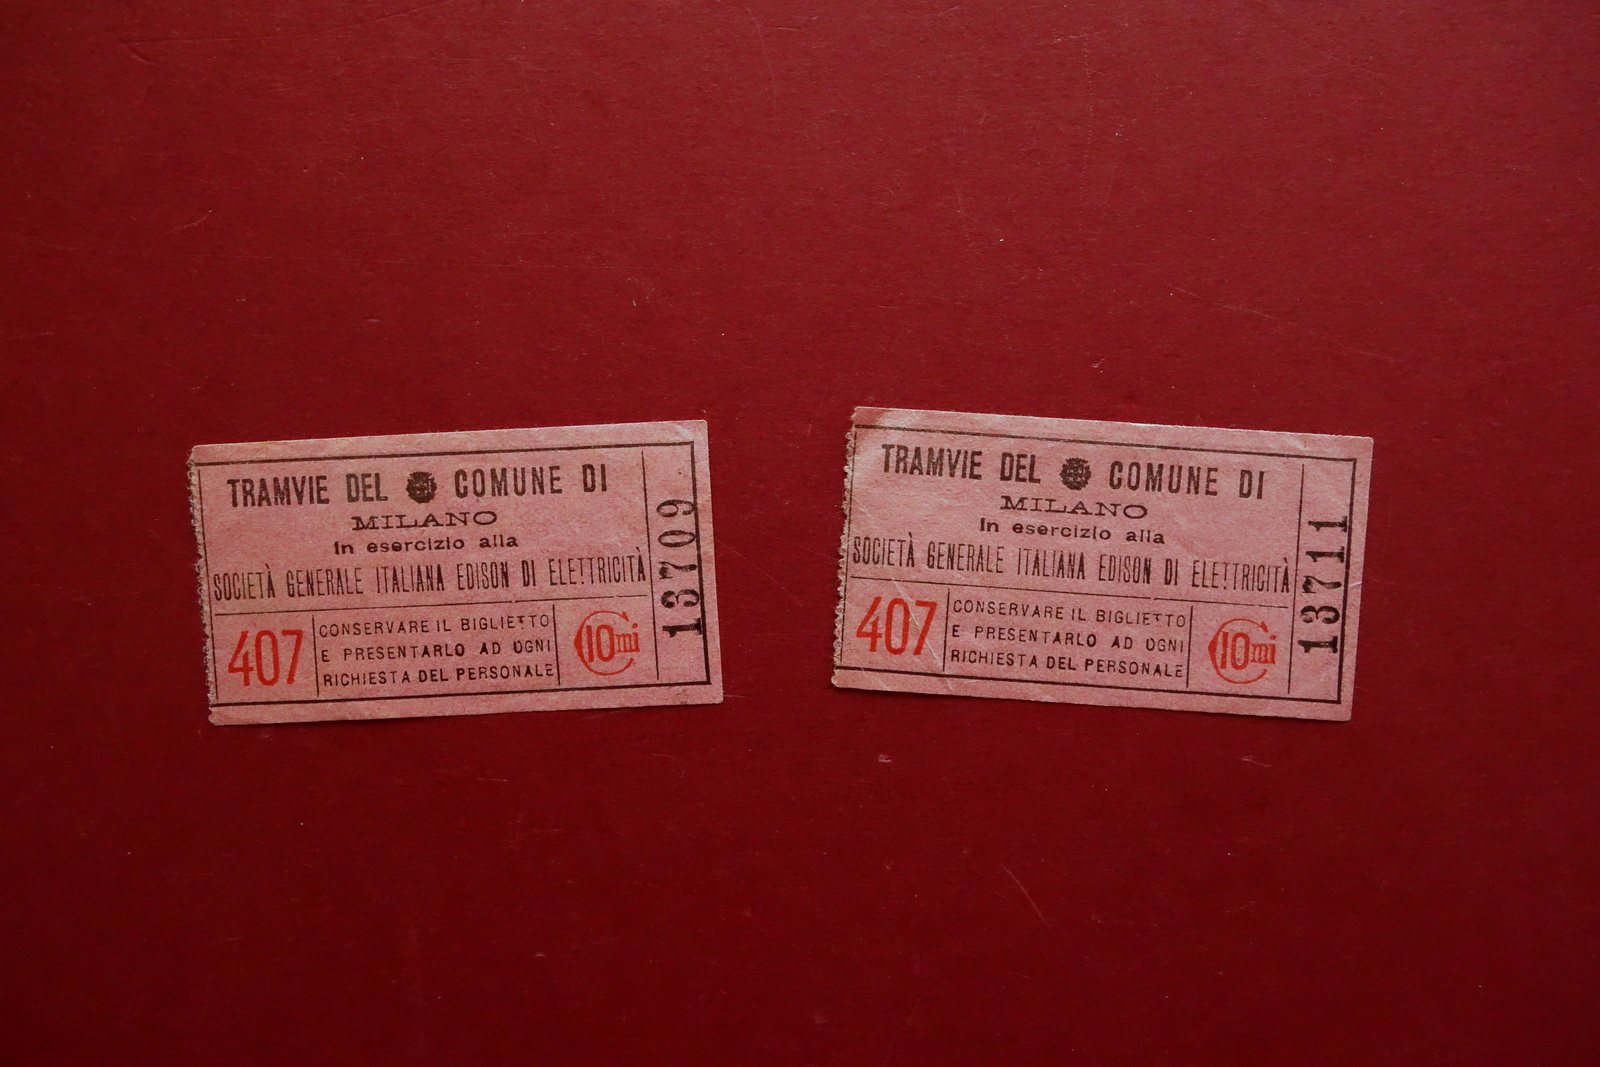 TRAMVIE DEL COMUNE DI
MILANO
In esercizio alla
SOCIETÀ GENERALE ITALIANA EDISON DI ELETTRICITÀ
407
CONSERVARE IL BIGLIETTO
E PRESENTARLO AD OGNI
RICHIESTA DEL PERSONALE
C10mi
13709
TRAMVIE DEL COMUNE DI
MILANO
In esercizio alla
SOCIETÀ GENERALE ITALIANA EDISON DI ELETTRICITÀ
407
CONSERVARE IL BIGLIETTO
E PRESENTARLO AD OGNI
RICHIESTA DEL PERSONALE
C10mi
13711